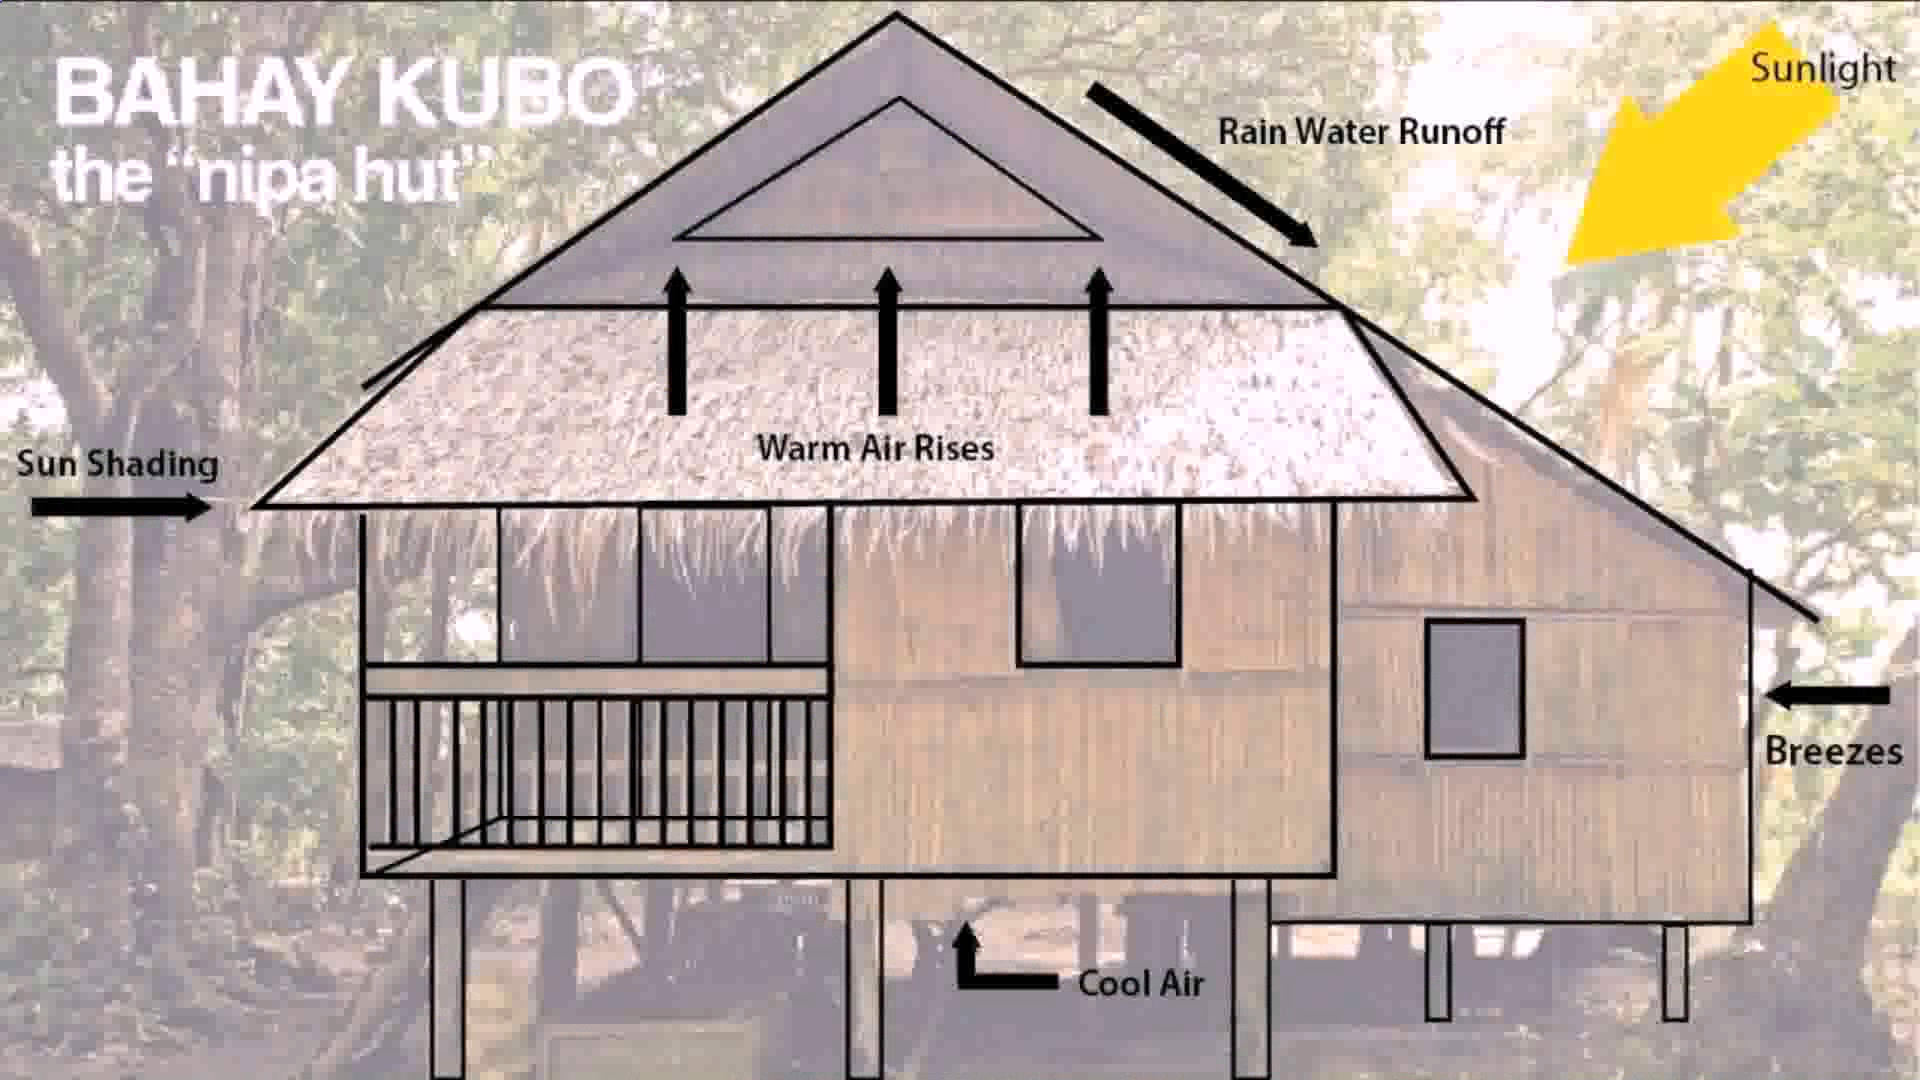 BAHAY KUBO
the “nipa hut”
Sunlight
Rain Water Runoff
Warm Air Rises
Sun Shading
Breezes
Cool Air